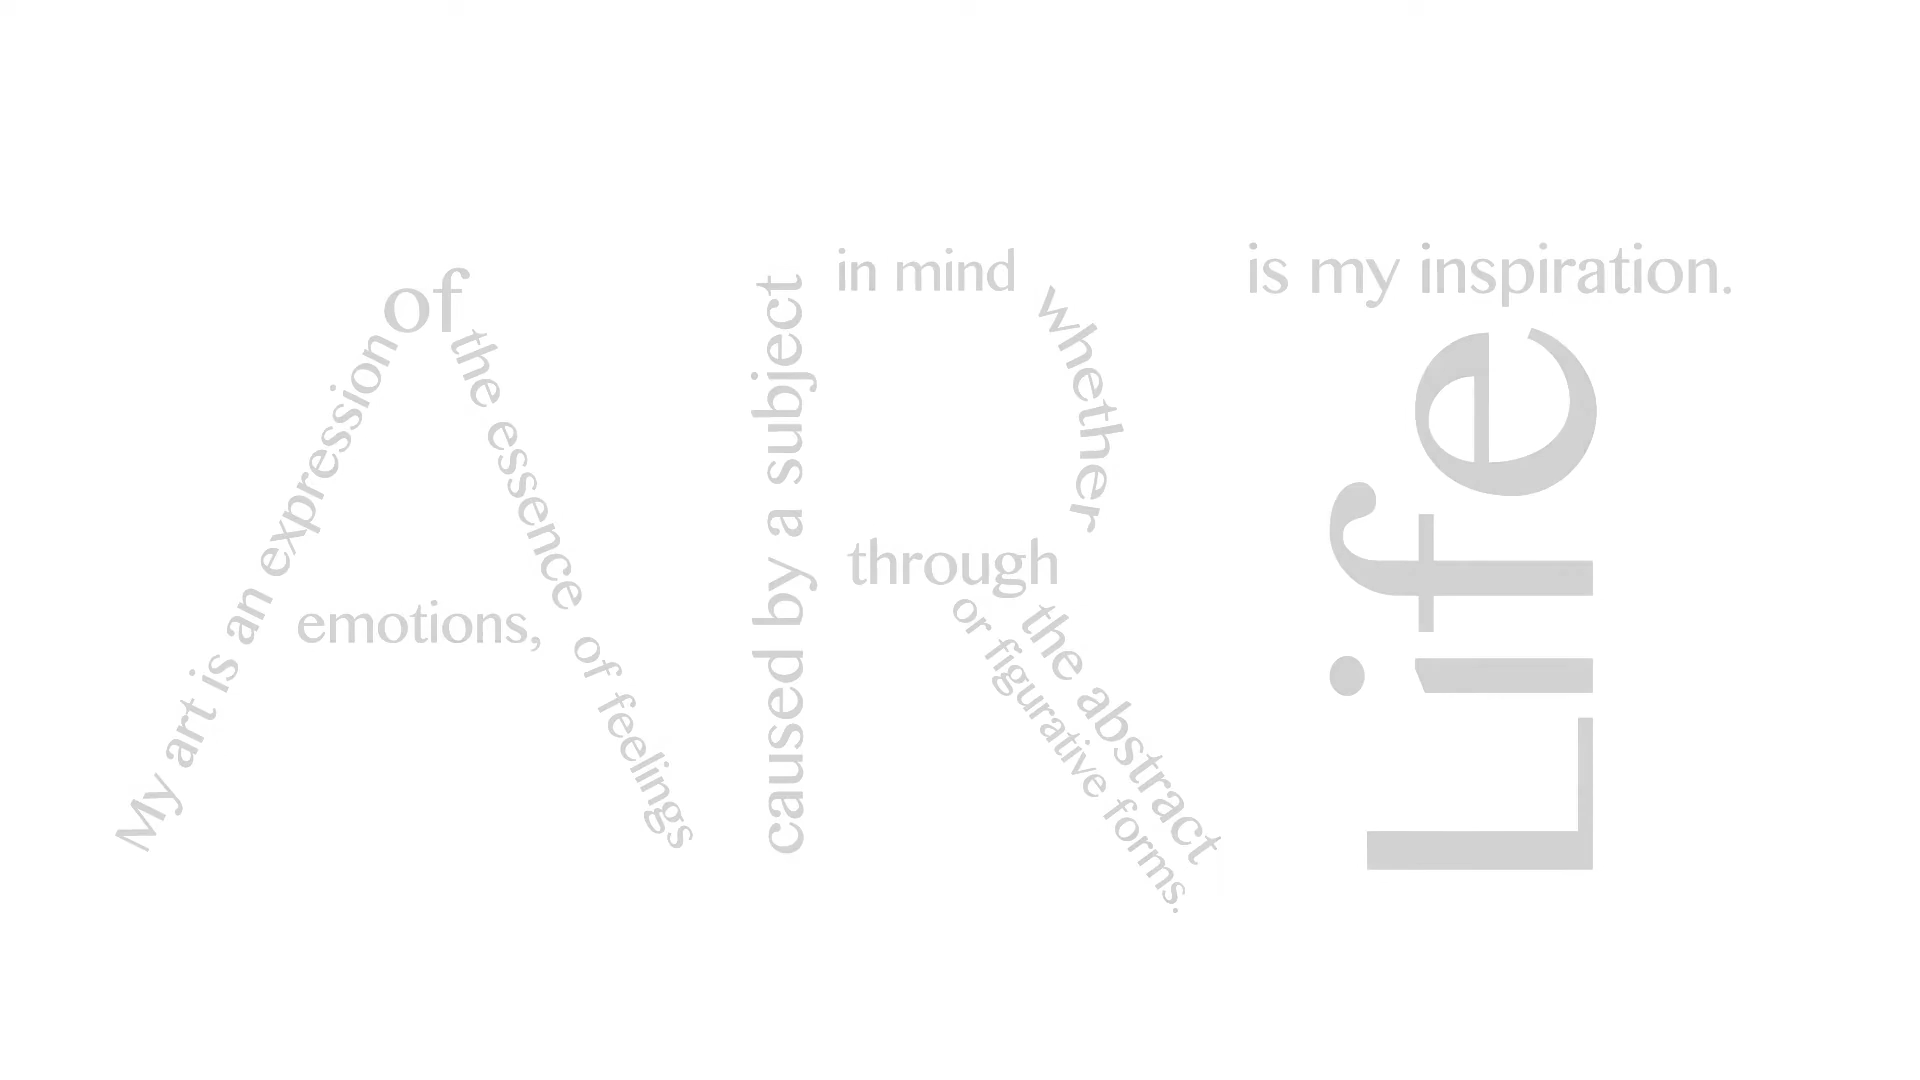 My art is an expression
of
the essence
emotions,
of feelings
caused by a subject
in mind
whether
through
the abstract
or figurative forms.
Life
is my inspiration.